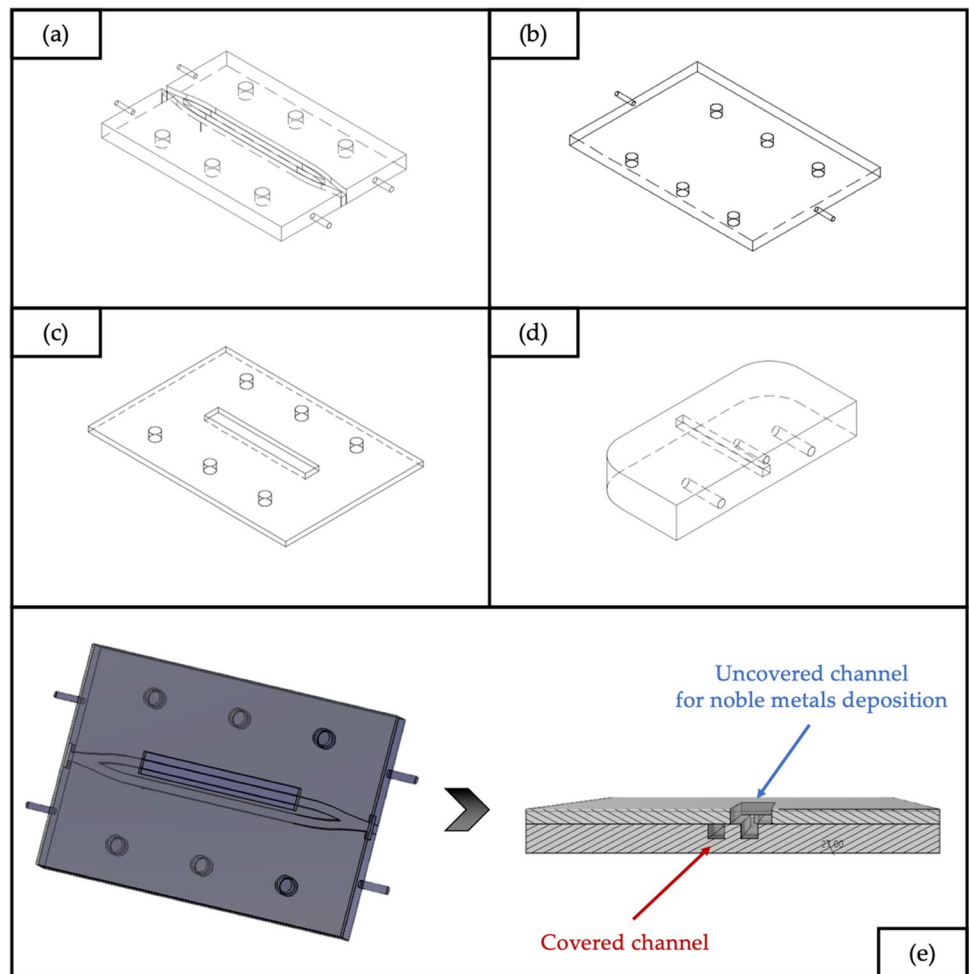 (a)
(b)
(c)
(d)
Uncovered channel
for noble metals deposition
Covered channel
(e)